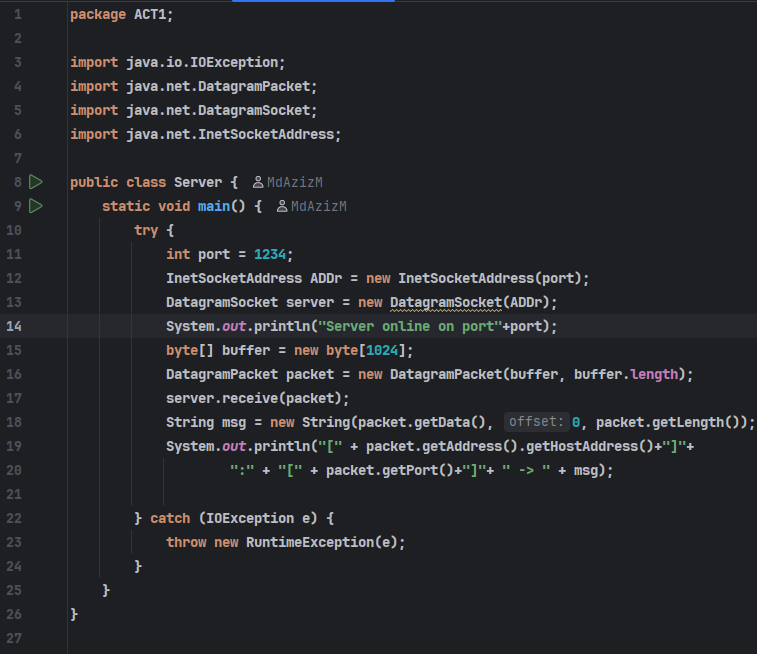 1 package ACT1;
2
3 import java.io.IOException;
4 import java.net.DatagramPacket;
5 import java.net.DatagramSocket;
6 import java.net.InetSocketAddress;
7
8 public class Server { MdAzizM
9 static void main() { MdAzizM
10 try {
11 int port = 1234;
12 InetSocketAddress ADDr = new InetSocketAddress(port);
13 DatagramSocket server = new DatagramSocket(ADDr);
14 System.out.println("Server online on port"+port);
15 byte[] buffer = new byte[1024];
16 DatagramPacket packet = new DatagramPacket(buffer, buffer.length);
17 server.receive(packet);
18 String msg = new String(packet.getData(), offset: 0, packet.getLength());
19 System.out.println("[" + packet.getAddress().getHostAddress()+"]"+
20 ":" + "[" + packet.getPort()+"]"+ " -> " + msg);
21
22 } catch (IOException e) {
23 throw new RuntimeException(e);
24 }
25 }
26 }
27